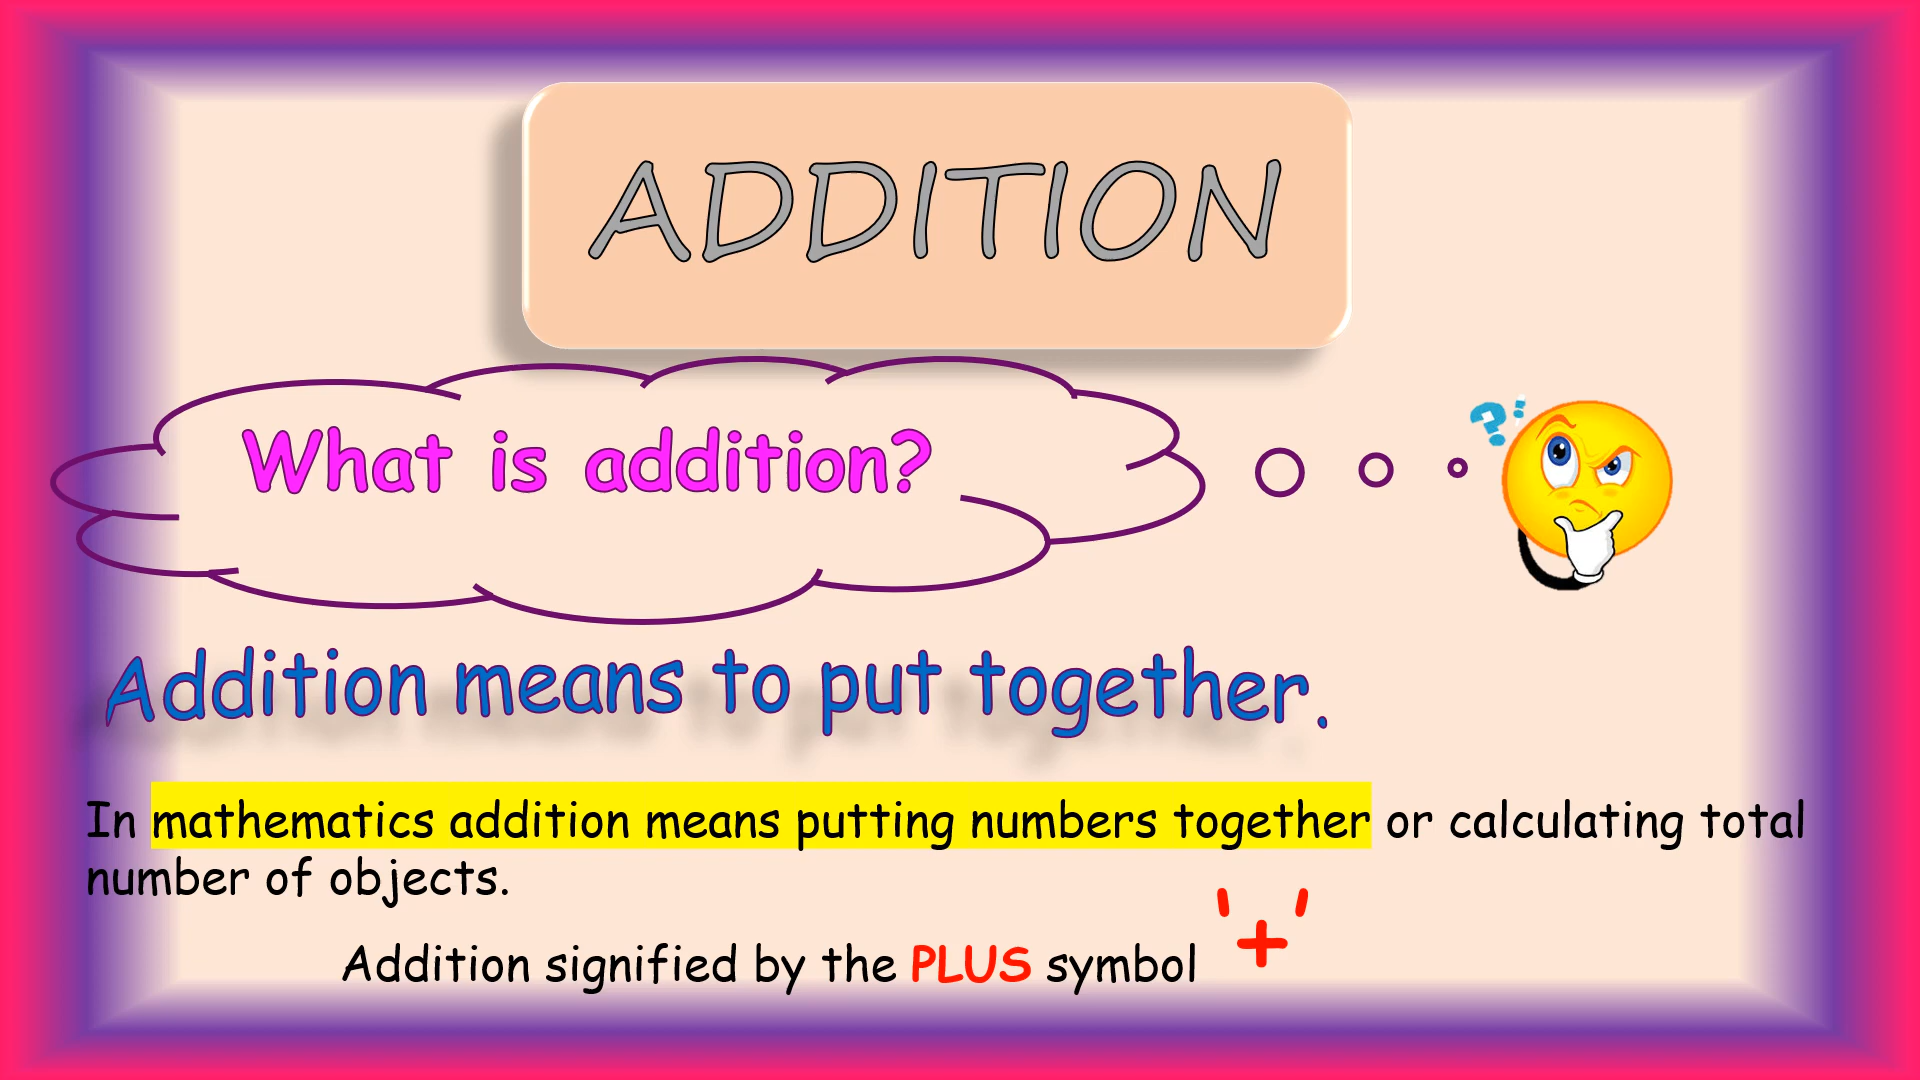 ADDITION
What is addition?
Addition means to put together.
In mathematics addition means putting numbers together or calculating total
number of objects.
Addition signified by the PLUS symbol '+'